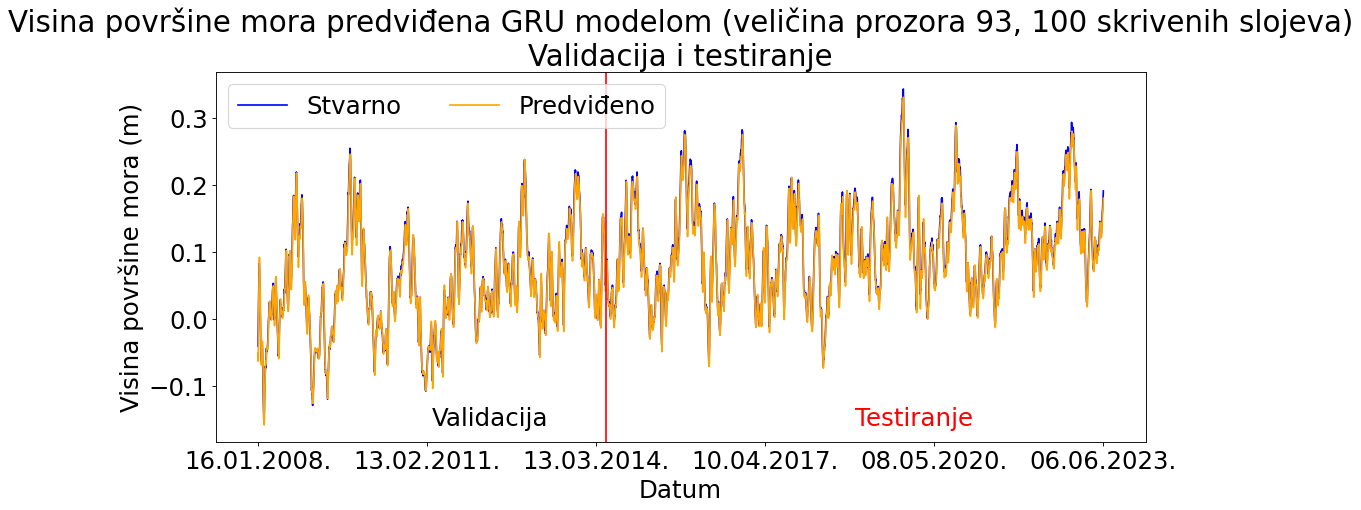 Visina površine mora predviđena GRU modelom (veličina prozora 93, 100 skrivenih slojeva)
Validacija i testiranje
Stvarno
Predviđeno
Visina površine mora (m)
0.3
0.2
0.1
0.0
−0.1
Validacija
Testiranje
16.01.2008.
13.02.2011.
13.03.2014.
10.04.2017.
08.05.2020.
06.06.2023.
Datum